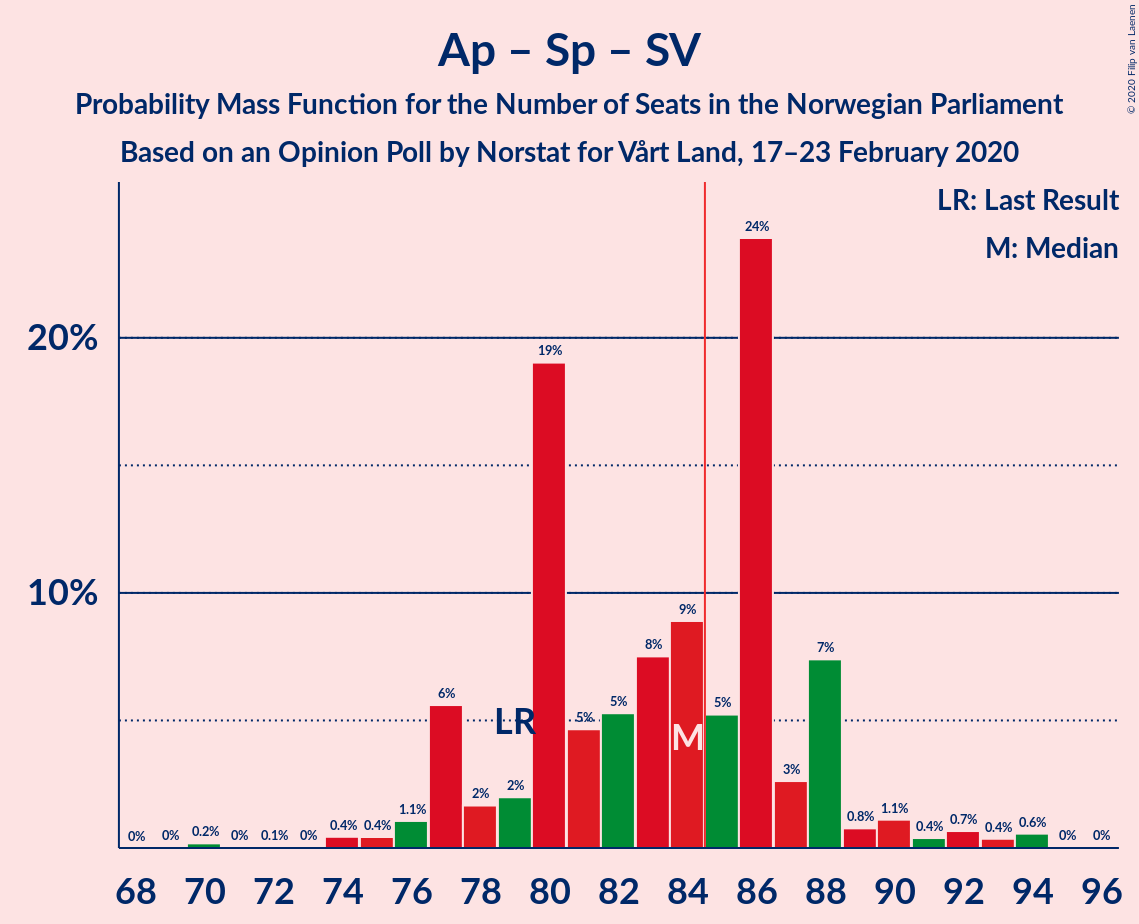 © 2020 Filip van Laenen
Ap – Sp – SV
Probability Mass Function for the Number of Seats in the Norwegian Parliament
Based on an Opinion Poll by Norstat for Vårt Land, 17–23 February 2020
LR: Last Result
M: Median
20%
10%
0% 0% 0.2% 0% 0.1% 0% 0.4% 0.4% 1.1% 6% 2% 2% 19% 5% 5% 8% 9% 5% 24% 3% 7% 0.8% 1.1% 0.4% 0.7% 0.4% 0.6% 0% 0%
LR M
68 70 72 74 76 78 80 82 84 86 88 90 92 94 96